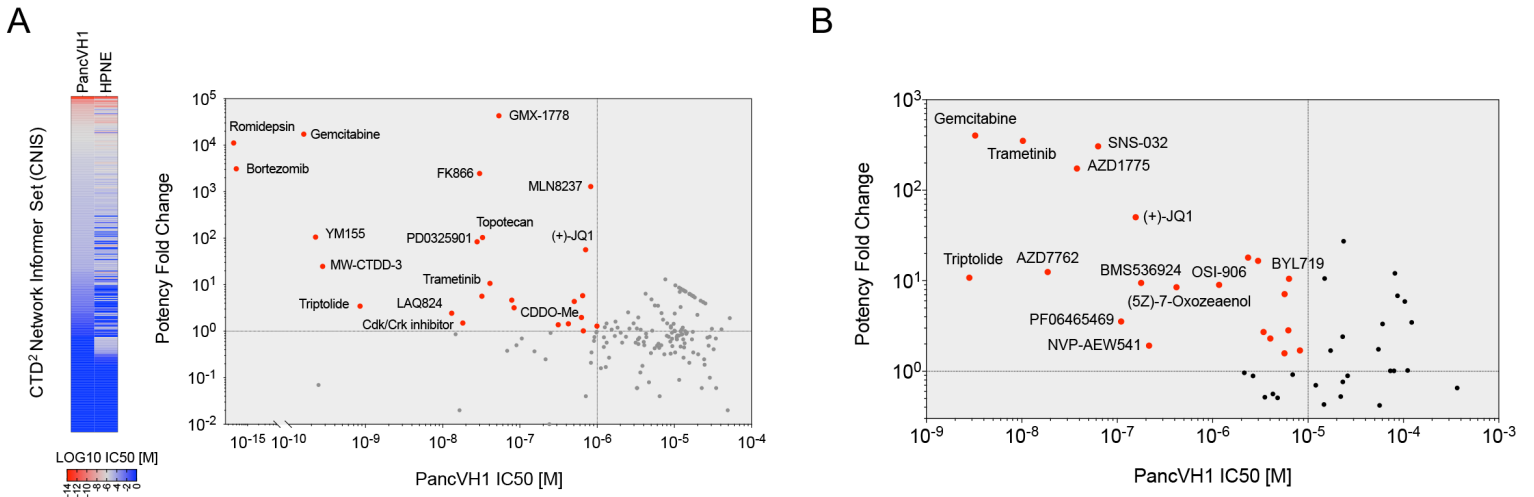 A
PancVH1
HPNE
CTD² Network Informer Set (CNIS)
LOG10 IC50 [M]
-14
-12
-10
-8
-6
-4
-2
0
Potency Fold Change
10⁵
10⁴
10³
10²
10¹
10⁰
10⁻¹
10⁻²
GMX-1778
Romidepsin
Gemcitabine
Bortezomib
FK866
MLN8237
Topotecan
YM155
PD0325901
(+)-JQ1
MW-CTDD-3
Trametinib
Triptolide
LAQ824
CDDO-Me
Cdk/Crk inhibitor
10⁻¹⁵
10⁻¹⁰
10⁻⁹
10⁻⁸
10⁻⁷
10⁻⁶
10⁻⁵
10⁻⁴
PancVH1 IC50 [M]
B
Potency Fold Change
10³
10²
10¹
10⁰
Gemcitabine
Trametinib
SNS-032
AZD1775
(+)-JQ1
Triptolide
AZD7762
BMS536924
OSI-906
BYL719
(5Z)-7-Oxozeaenol
PF06465469
NVP-AEW541
10⁻⁹
10⁻⁸
10⁻⁷
10⁻⁶
10⁻⁵
10⁻⁴
10⁻³
PancVH1 IC50 [M]